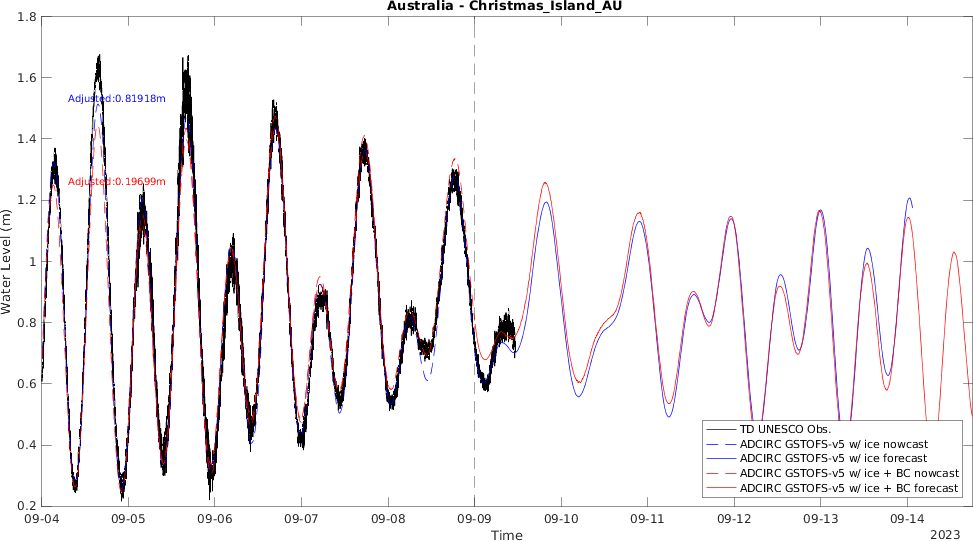 Australia - Christmas_Island_AU
1.8
1.6
1.4
1.2
1
0.8
0.6
0.4
0.2
Water Level (m)
Adjusted:0.81918m
Adjusted:0.19699m
TD UNESCO Obs.
ADCIRC GSTOFS-v5 w/ ice nowcast
ADCIRC GSTOFS-v5 w/ ice forecast
ADCIRC GSTOFS-v5 w/ ice + BC nowcast
ADCIRC GSTOFS-v5 w/ ice + BC forecast
09-04 09-05 09-06 09-07 09-08 09-09 09-10 09-11 09-12 09-13 09-14
Time
2023